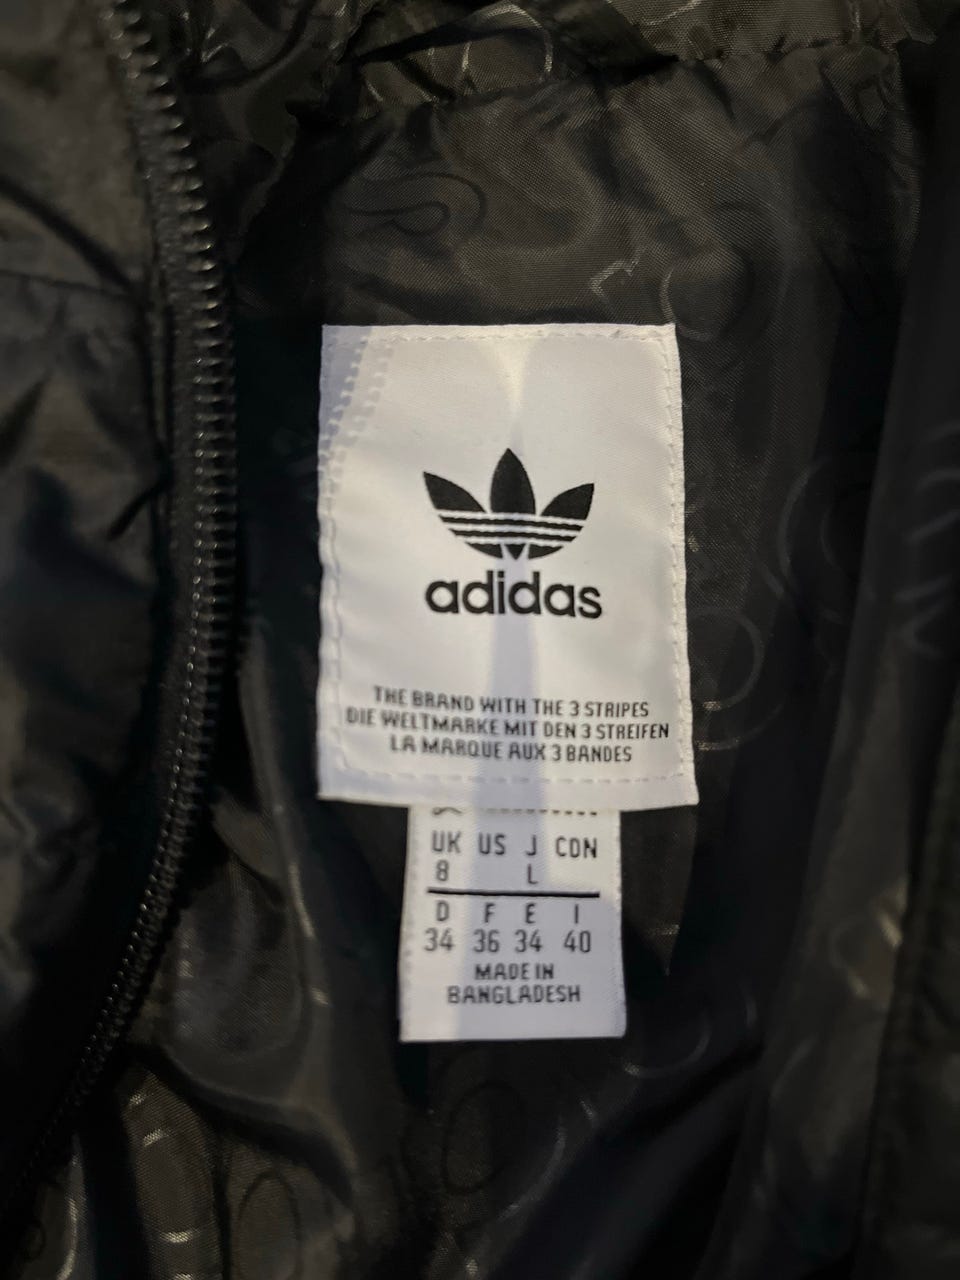 adidas
THE BRAND WITH THE 3 STRIPES
DIE WELTMARKE MIT DEN 3 STREIFEN
LA MARQUE AUX 3 BANDES
UK US J CDN
8 L
D F E I
34 36 34 40
MADE IN
BANGLADESH